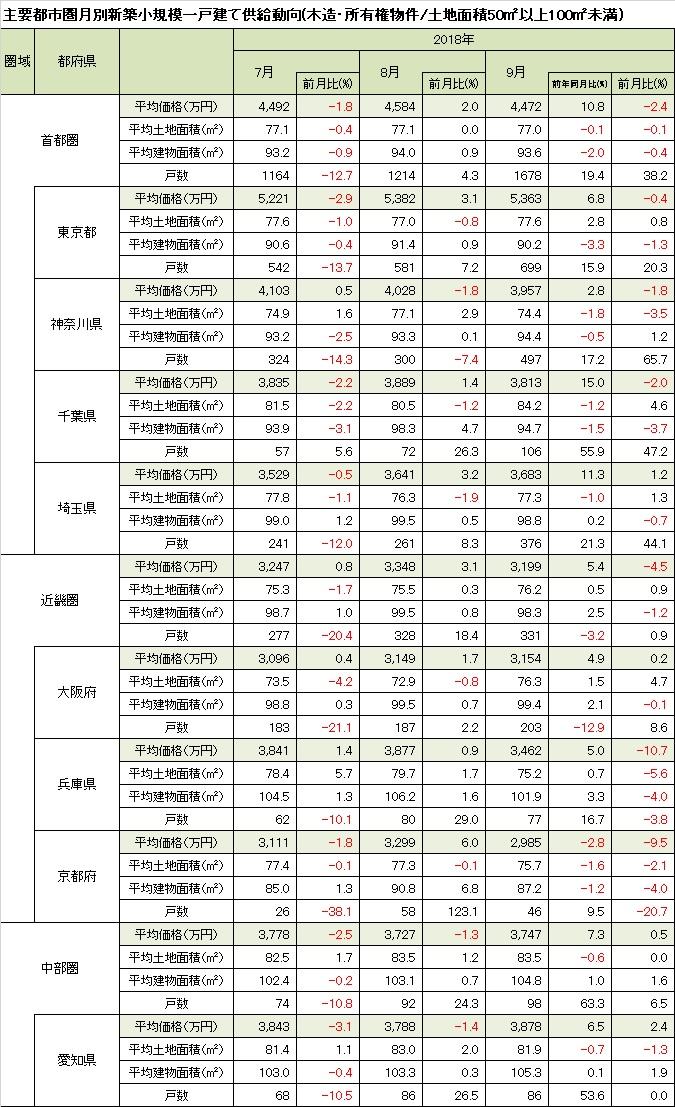 主要都市圏月別新築小規模一戸建て供給動向(木造・所有権物件/土地面積50㎡以上100㎡未満)
圏域 都府県 2018年
7月 前月比(%) 8月 前月比(%) 9月 前年同月比(%) 前月比(%)
首都圏
平均価格(万円) 4,492 -1.8 4,584 2.0 4,472 10.8 -2.4
平均土地面積(㎡) 77.1 -0.4 77.1 0.0 77.0 -0.1 -0.1
平均建物面積(㎡) 93.2 -0.9 94.0 0.9 93.6 -2.0 -0.4
戸数 1164 -12.7 1214 4.3 1678 19.4 38.2
東京都
平均価格(万円) 5,221 -2.9 5,382 3.1 5,363 6.8 -0.4
平均土地面積(㎡) 77.6 -1.0 77.0 -0.8 77.6 2.8 0.8
平均建物面積(㎡) 90.6 -0.4 91.4 0.9 90.2 -3.3 -1.3
戸数 542 -13.7 581 7.2 699 15.9 20.3
神奈川県
平均価格(万円) 4,103 0.5 4,028 -1.8 3,957 2.8 -1.8
平均土地面積(㎡) 74.9 1.6 77.1 2.9 74.4 -1.8 -3.5
平均建物面積(㎡) 93.2 -2.5 93.3 0.1 94.4 -0.5 1.2
戸数 324 -14.3 300 -7.4 497 17.2 65.7
千葉県
平均価格(万円) 3,835 -2.2 3,889 1.4 3,813 15.0 -2.0
平均土地面積(㎡) 81.5 -2.2 80.5 -1.2 84.2 -1.2 4.6
平均建物面積(㎡) 93.9 -3.1 98.3 4.7 94.7 -1.5 -3.7
戸数 57 5.6 72 26.3 106 55.9 47.2
埼玉県
平均価格(万円) 3,529 -0.5 3,641 3.2 3,683 11.3 1.2
平均土地面積(㎡) 77.8 -1.1 76.3 -1.9 77.3 -1.0 1.3
平均建物面積(㎡) 99.0 1.2 99.5 0.5 98.8 0.2 -0.7
戸数 241 -12.0 261 8.3 376 21.3 44.1
近畿圏
平均価格(万円) 3,247 0.8 3,348 3.1 3,199 5.4 -4.5
平均土地面積(㎡) 75.3 -1.7 75.5 0.3 76.2 0.5 0.9
平均建物面積(㎡) 98.7 1.0 99.5 0.8 98.3 2.5 -1.2
戸数 277 -20.4 328 18.4 331 -3.2 0.9
大阪府
平均価格(万円) 3,096 0.4 3,149 1.7 3,154 4.9 0.2
平均土地面積(㎡) 73.5 -4.2 72.9 -0.8 76.3 1.5 4.7
平均建物面積(㎡) 98.8 0.3 99.5 0.7 99.4 2.1 -0.1
戸数 183 -21.1 187 2.2 203 -12.9 8.6
兵庫県
平均価格(万円) 3,841 1.4 3,877 0.9 3,462 5.0 -10.7
平均土地面積(㎡) 78.4 5.7 79.7 1.7 75.2 0.7 -5.6
平均建物面積(㎡) 104.5 1.3 106.2 1.6 101.9 3.3 -4.0
戸数 62 -10.1 80 29.0 77 16.7 -3.8
京都府
平均価格(万円) 3,111 -1.8 3,299 6.0 2,985 -2.8 -9.5
平均土地面積(㎡) 77.4 -0.1 77.3 -0.1 75.7 -1.6 -2.1
平均建物面積(㎡) 85.0 1.3 90.8 6.8 87.2 -1.2 -4.0
戸数 26 -38.1 58 123.1 46 9.5 -20.7
中部圏
平均価格(万円) 3,778 -2.5 3,727 -1.3 3,747 7.3 0.5
平均土地面積(㎡) 82.5 1.7 83.5 1.2 83.5 -0.6 0.0
平均建物面積(㎡) 102.4 -0.2 103.1 0.7 104.8 1.0 1.6
戸数 74 -10.8 92 24.3 98 63.3 6.5
愛知県
平均価格(万円) 3,843 -3.1 3,788 -1.4 3,878 6.5 2.4
平均土地面積(㎡) 81.4 1.1 83.0 2.0 81.9 -0.7 -1.3
平均建物面積(㎡) 103.0 -0.4 103.3 0.3 105.3 0.1 1.9
戸数 68 -10.5 86 26.5 86 53.6 0.0